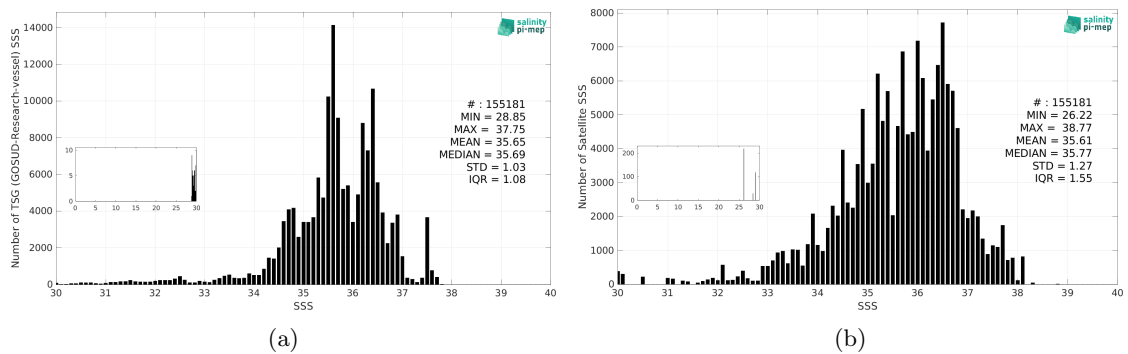 14000
12000
10000
8000
6000
4000
2000
0
Number of TSG (GOSUD-Research-vessel) SSS
salinity
pi-mep
# : 155181
MIN = 28.85
MAX = 37.75
MEAN = 35.65
MEDIAN = 35.69
STD = 1.03
IQR = 1.08
10
5
0
0 5 10 15 20 25 30
30 31 32 33 34 35 36 37 38 39 40
SSS
(a)
8000
7000
6000
5000
4000
3000
2000
1000
0
Number of Satellite SSS
salinity
pi-mep
# : 155181
MIN = 26.22
MAX = 38.77
MEAN = 35.61
MEDIAN = 35.77
STD = 1.27
IQR = 1.55
200
100
0
0 5 10 15 20 25 30
30 31 32 33 34 35 36 37 38 39 40
SSS
(b)